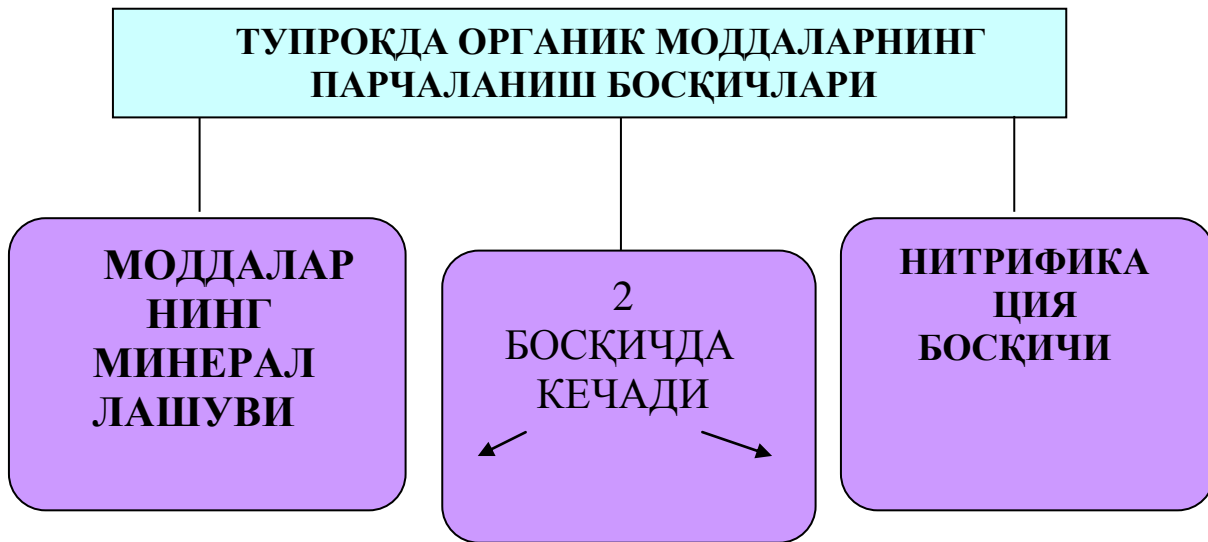 ТУПРОҚДА ОРГАНИК МОДДАЛАРНИНГ
ПАРЧАЛАНИШ БОСҚИЧЛАРИ
МОДДАЛАР
НИНГ
МИНЕРАЛ
ЛАШУВИ
2
БОСҚИЧДА
КЕЧАДИ
НИТРИФИКА
ЦИЯ
БОСҚИЧИ